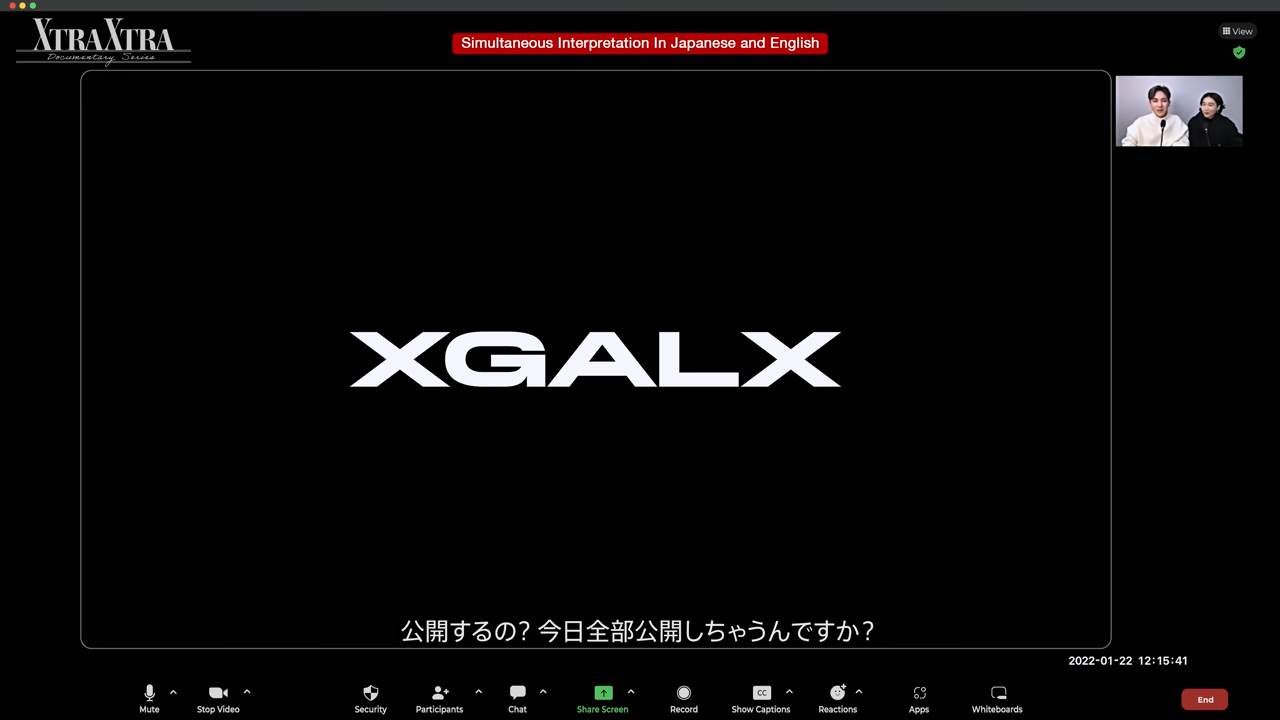 XTRAXTRA
Documentary Series
Simultaneous Interpretation In Japanese and English
View
XGALX
公開するの? 今日全部公開しちゃうんですか?
2022-01-22 12:15:41
Mute
Stop Video
Security
Participants
Chat
Share Screen
Record
CC
Show Captions
Reactions
Apps
Whiteboards
End